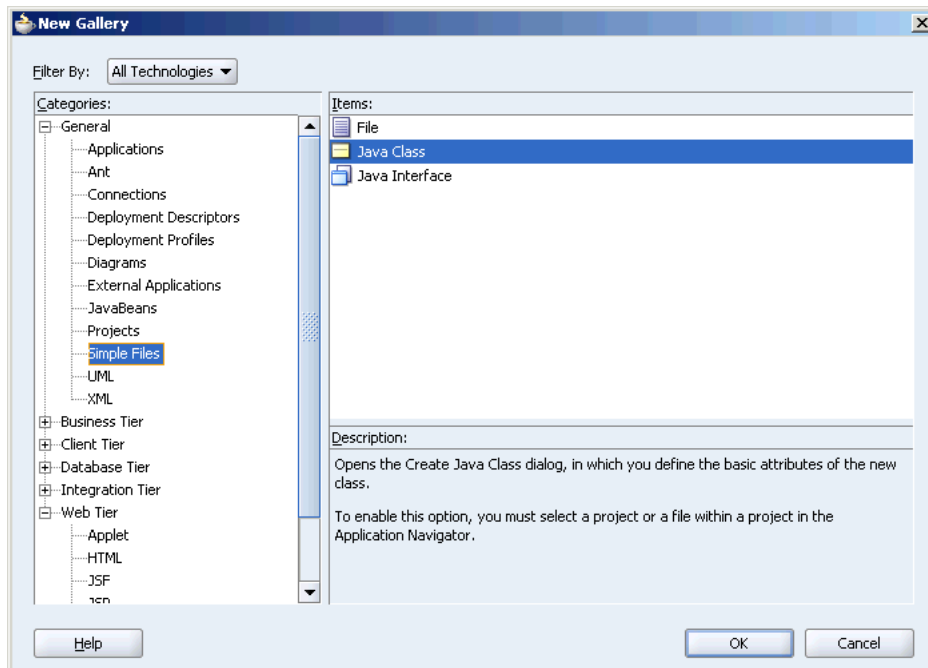 New Gallery
Filter By: All Technologies
Categories:
General
Applications
Ant
Connections
Deployment Descriptors
Deployment Profiles
Diagrams
External Applications
JavaBeans
Projects
Simple Files
UML
XML
Business Tier
Client Tier
Database Tier
Integration Tier
Web Tier
Applet
HTML
JSF
JSP
Items:
File
Java Class
Java Interface
Description:
Opens the Create Java Class dialog, in which you define the basic attributes of the new
class.
To enable this option, you must select a project or a file within a project in the
Application Navigator.
Help
OK
Cancel